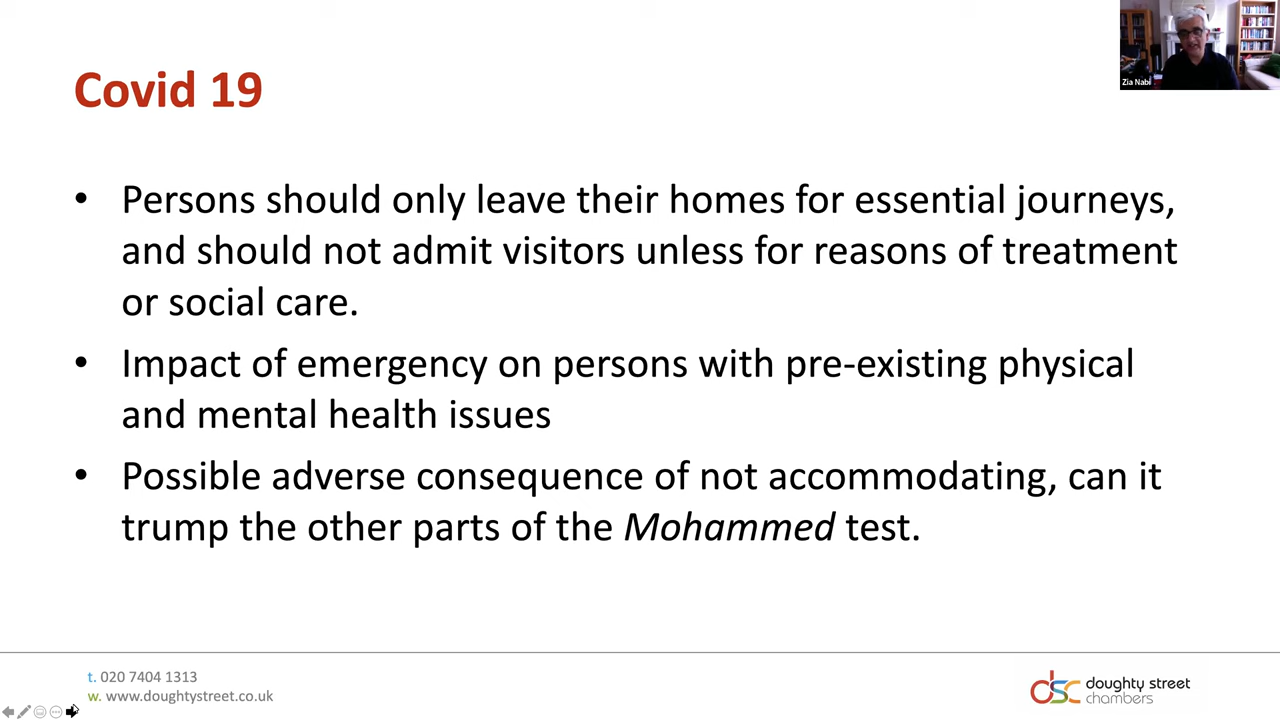 Zia Nabi
Covid 19
• Persons should only leave their homes for essential journeys,
and should not admit visitors unless for reasons of treatment
or social care.
• Impact of emergency on persons with pre-existing physical
and mental health issues
• Possible adverse consequence of not accommodating, can it
trump the other parts of the Mohammed test.
t. 020 7404 1313
w. www.doughtystreet.co.uk
dsc doughty street
chambers